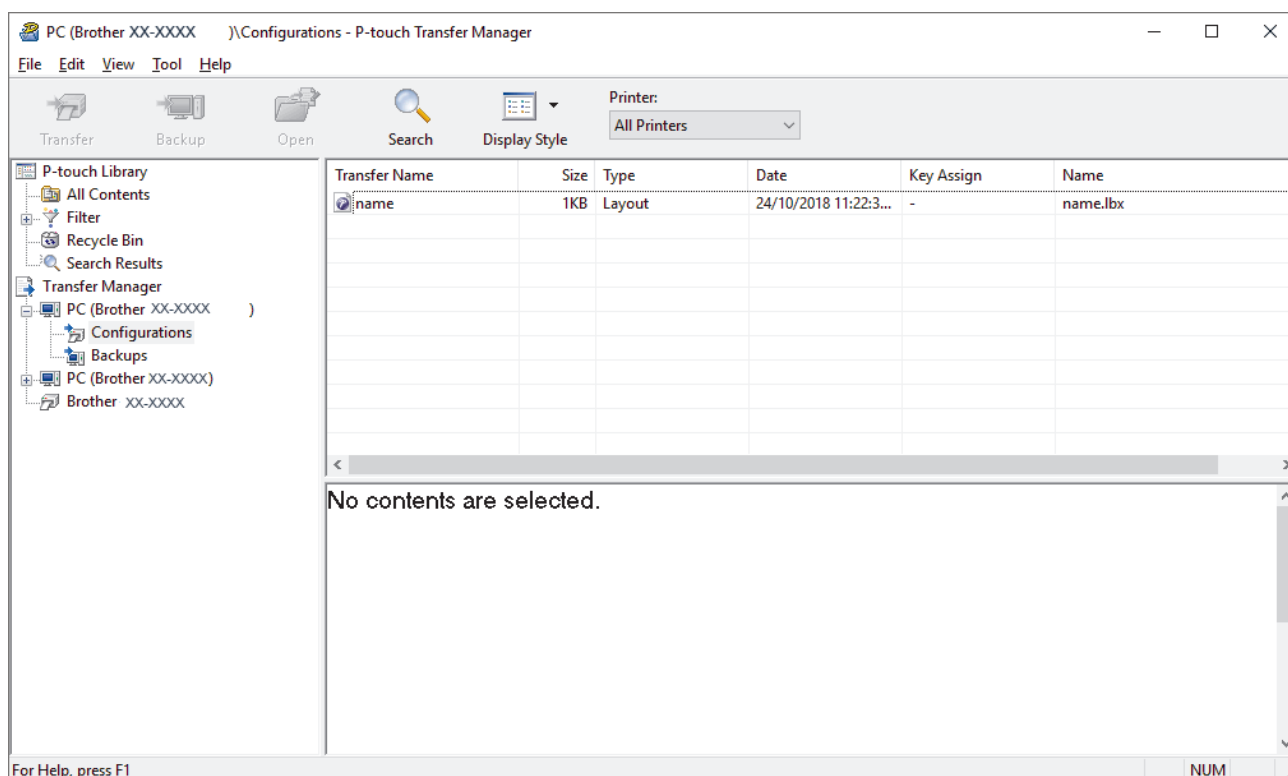 PC (Brother XX-XXXX )\Configurations - P-touch Transfer Manager
File Edit View Tool Help
Transfer Backup Open Search Display Style Printer:
All Printers
P-touch Library
All Contents
Filter
Recycle Bin
Search Results
Transfer Manager
PC (Brother XX-XXXX )
Configurations
Backups
PC (Brother XX-XXXX)
Brother XX-XXXX
Transfer Name Size Type Date Key Assign Name
name 1KB Layout 24/10/2018 11:22:3... - name.lbx
No contents are selected.
For Help, press F1 NUM